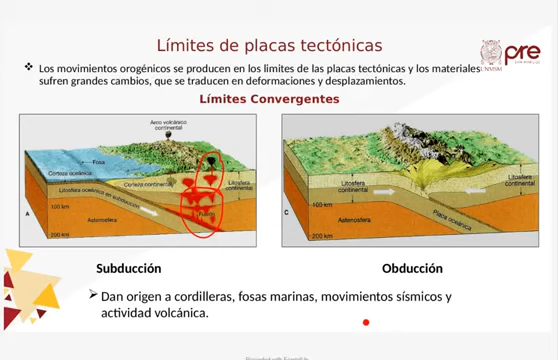 Límites de placas tectónicas
Los movimientos orogénicos se producen en los limites de las placas tectónicas y los materiales
sufren grandes cambios, que se traducen en deformaciones y desplazamientos.
UNMSM
pre
Límites Convergentes
Arco volcánico
continental
Fosa
Corteza oceánica
Corteza continental
Litosfera
continental
Litosfera oceánica en subducción
100 km
Fusión
A
Astenosfera
200 km
Litosfera
continental
Litosfera
continental
100 km
C
Astenosfera
Placa oceánica
200 km
Subducción
Obducción
Dan origen a cordilleras, fosas marinas, movimientos sísmicos y
actividad volcánica.